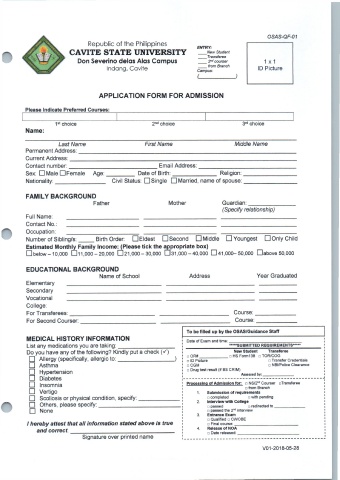 OSAS-QF-01
Republic of the Philippines
CAVITE STATE UNIVERSITY
Don Severino delas Alas Campus
Indang, Cavite
ENTRY:
New Student
Transferee
2nd courser
from Branch
Campus
(          )
1 x 1
ID Picture
APPLICATION FORM FOR ADMISSION
Please Indicate Preferred Courses:
1st choice 2nd choice 3rd choice
Name:
Last Name First Name Middle Name
Permanent Address:
Current Address:
Contact number: Email Address:
Sex: □ Male □Female Age: Date of Birth: Religion:
Nationality: Civil Status: □ Single □ Married, name of spouse:
FAMILY BACKGROUND
Father Mother Guardian:
(Specify relationship)
Full Name:
Contact No.:
Occupation:
Number of Sibling/s: Birth Order: □Eldest □Second □Middle □ Youngest □Only Child
Estimated Monthly Family Income: (Please tick the appropriate box)
□below – 10,000 □11,000 – 20,000 □21,000 – 30,000 □31,000 – 40,000 □41,000– 50,000 □above 50,000
EDUCATIONAL BACKGROUND
Name of School Address Year Graduated
Elementary
Secondary
Vocational
College:
For Transferees: Course:
For Second Courser: Course:
MEDICAL HISTORY INFORMATION
List any medications you are taking:
Do you have any of the following? Kindly put a check (✓)
□ Allergy (specifically, allergic to:          )
□ Asthma
□ Hypertension
□ Diabetes
□ Insomnia
□ Vertigo
□ Scoliosis or physical condition, specify:
□ Others, please specify:
□ None
I hereby attest that all information stated above is true
and correct.
Signature over printed name
To be filled up by the OSAS/Guidance Staff
Date of Exam and time:
****SUBMITTED REQUIREMENTS****
New Student Transferee
□ ID Picture □ Transfer Credentials
□ CGM □ NBI/Police Clearance
□ Drug test result (if BS CRIM)
Assessed by:
Processing of Admission for: □Transferee
□ from Branch
1. Submission of requirements
□ completed □ with pending
2. Interview with College
□ passed □ redirected to
□ passed the 2nd interview
3. Entrance Exam
□ Final course:
4. Release of NOA
□ Date released:
V01-2018-05-28